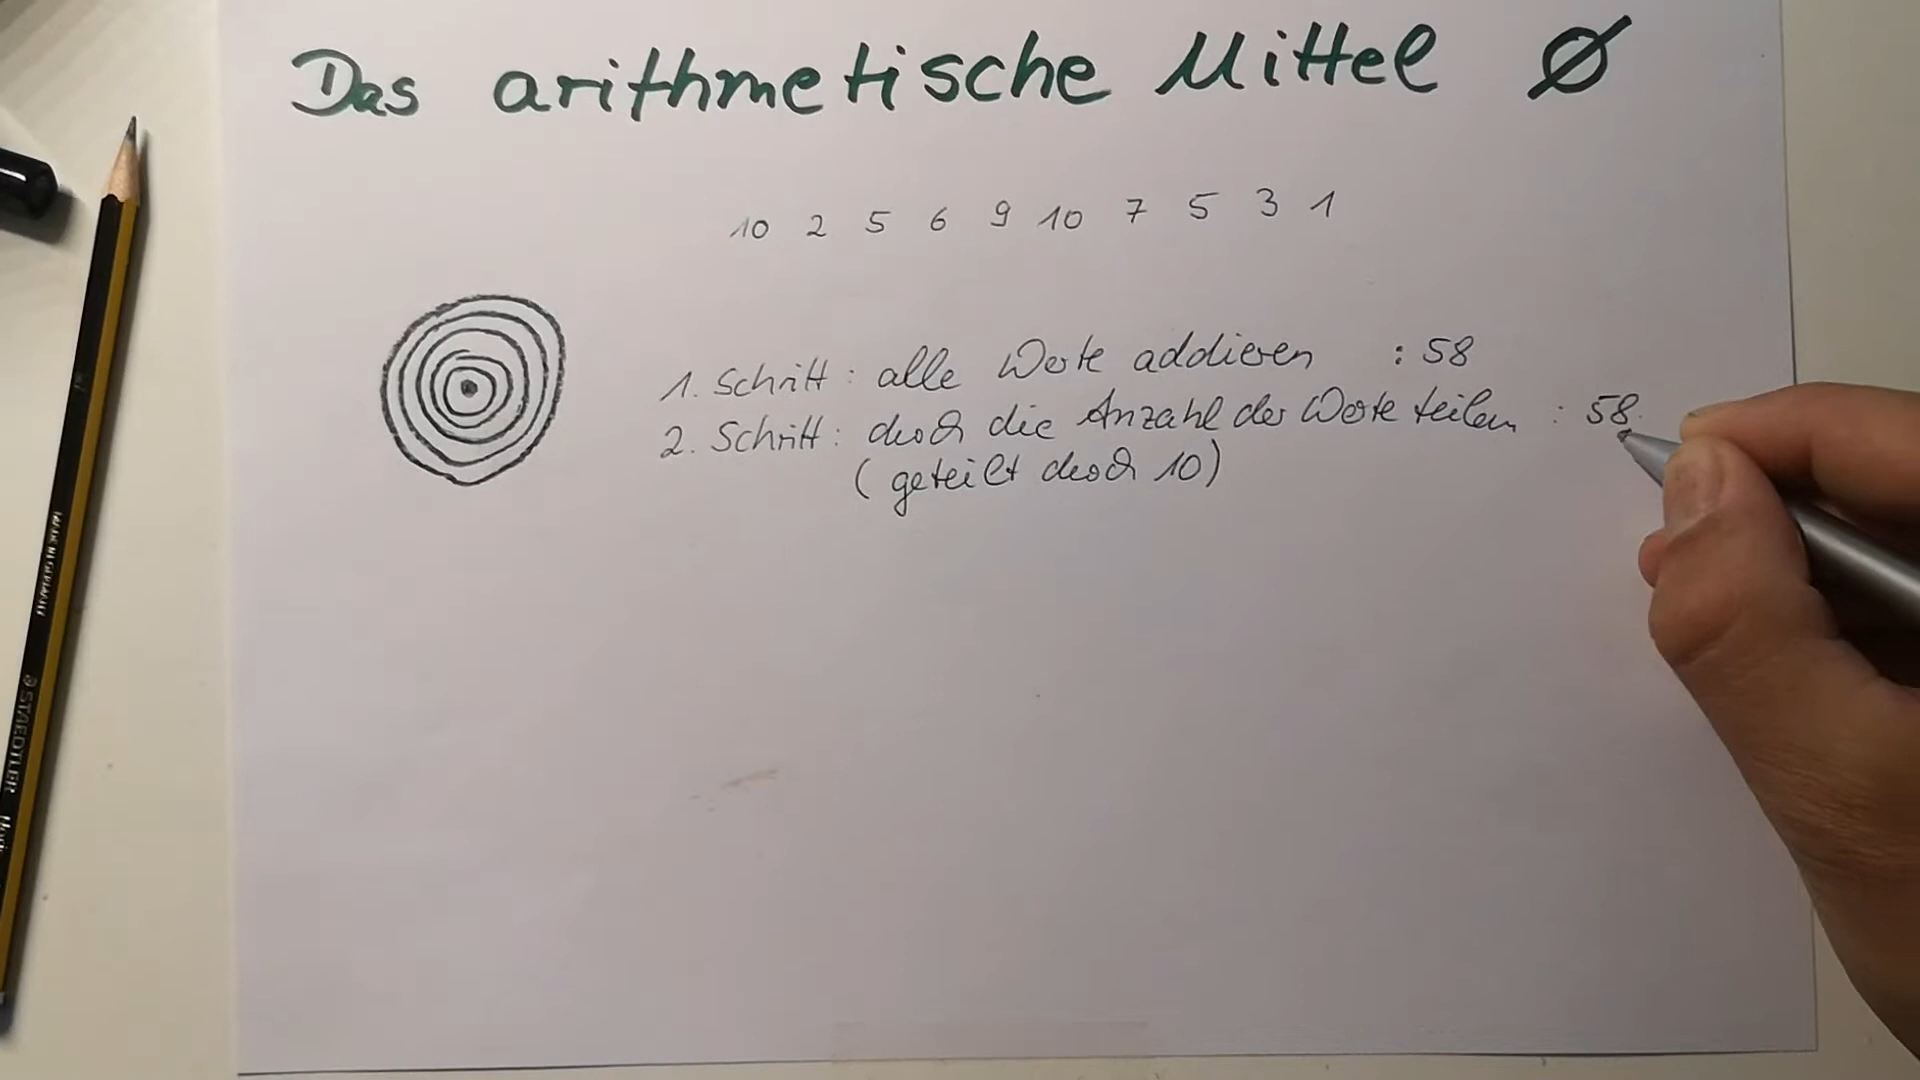 Das arithmetische Mittel Ø
10 2 5 6 9 10 7 5 3 1
1. Schritt: alle Werte addieren : 58
2. Schritt: durch die Anzahl der Werte teilen : 58
(geteilt durch 10)
STAEDTLER